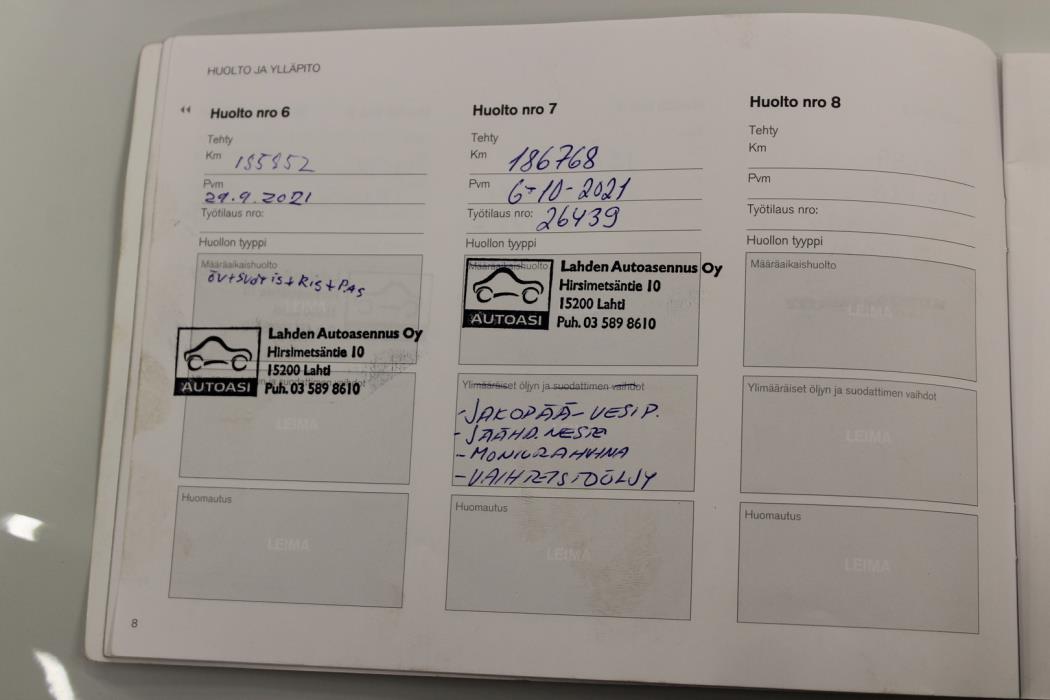 HUOLTO JA YLLÄPITO
Huolto nro 6
Tehty
Km
Pvm
29.9.2021
Työtilaus nro:
Huollon tyyppi
Määräaikaishuolto
ÖV+SUOTIS+RIS+PAS
Lahden Autoasennus Oy
Hirsimetsäntie 10
15200 Lahti
Puh. 03 589 8610
AUTOASI
LEIMA
Huomautus
LEIMA
Huolto nro 7
Tehty
Km 186768
Pvm 6-10-2021
Työtilaus nro: 26439
Huollon tyyppi
Määräaikaishuolto
Lahden Autoasennus Oy
Hirsimetsäntie 10
15200 Lahti
Puh. 03 589 8610
AUTOASI
Ylimääräiset öljyn ja suodattimen vaihdot
-JAKOPÄÄ-VESIP.
-JÄÄHD.NESTE
-MONIURAHIHNA
-VAIHTEISTOÖLJY
Huomautus
LEIMA
Huolto nro 8
Tehty
Km
Pvm
Työtilaus nro:
Huollon tyyppi
Määräaikaishuolto
LEIMA
Ylimääräiset öljyn ja suodattimen vaihdot
LEIMA
Huomautus
LEIMA
8